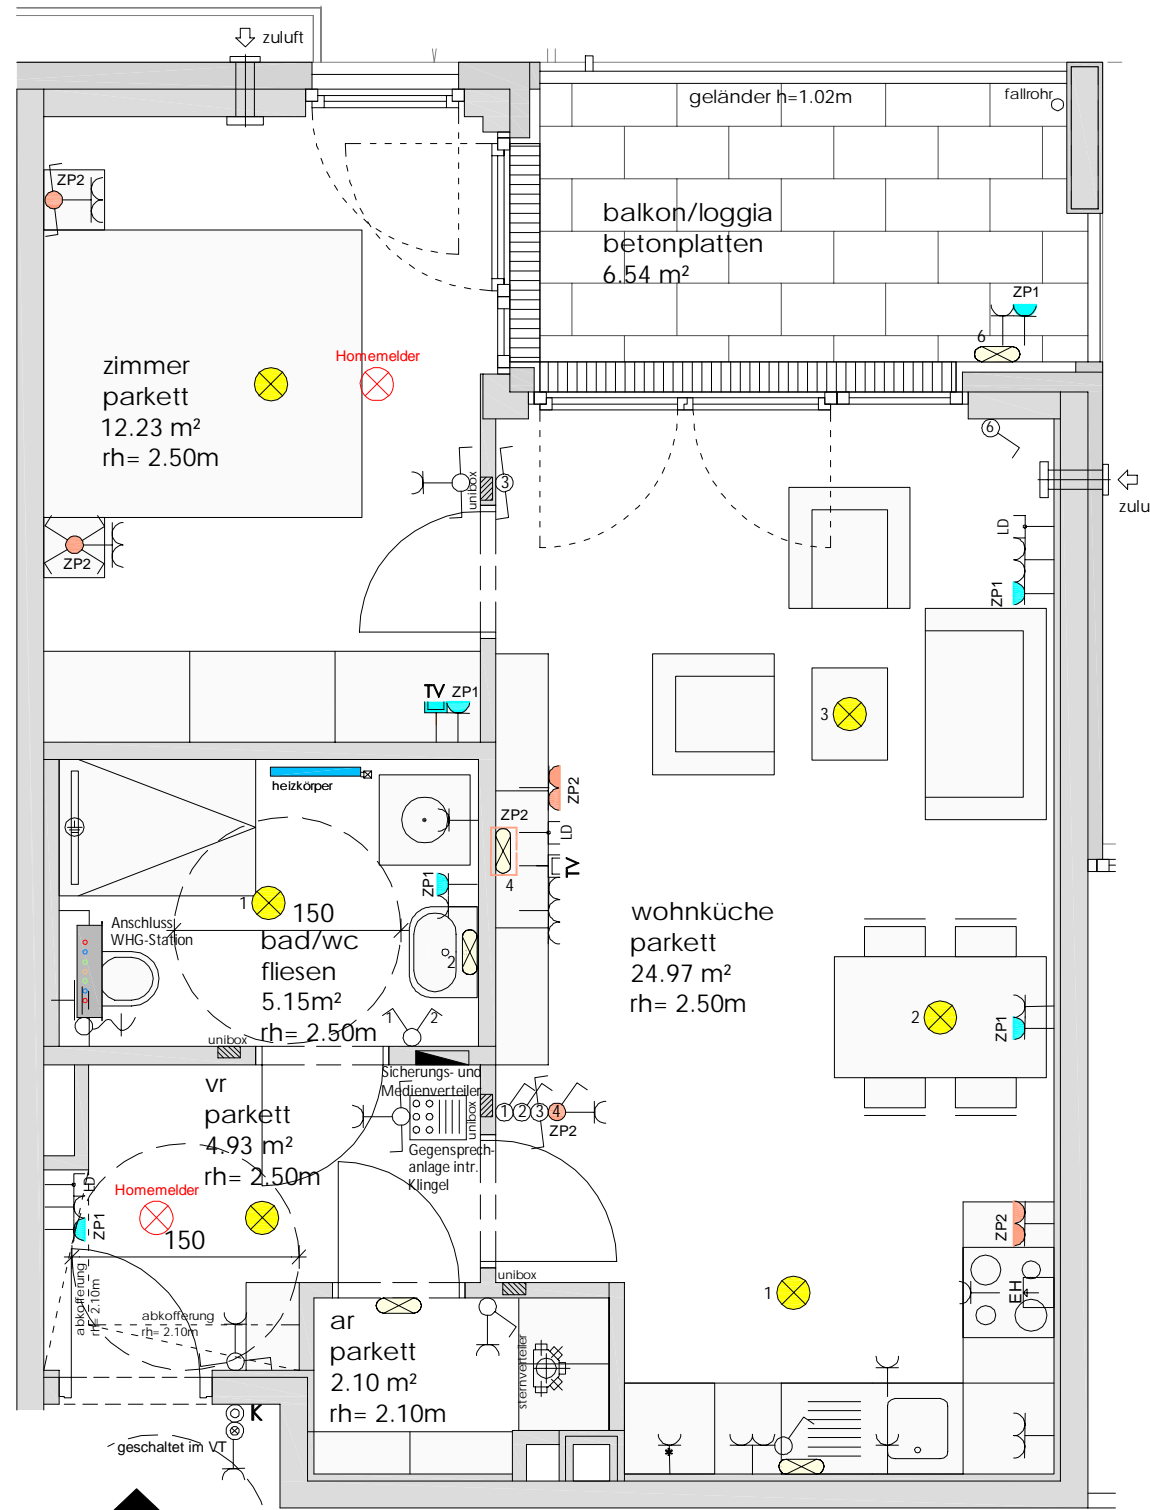 zuluft
geländer h=1.02m
fallrohr
ZP2
balkon/loggia
betonplatten
6.54 m²
ZP1
6
zimmer
parkett
12.23 m²
rh= 2.50m
Homemelder
6
unibox
3
zulu
LD
ZP1
ZP2
TV
ZP1
3
heizkörper
ZP2
ZP2
LD
TV
4
ZP1
1
150
Anschluss
WHG-Station
bad/wc
fliesen
5.15m²
rh= 2.50m
2
1
2
wohnküche
parkett
24.97 m²
rh= 2.50m
2
ZP1
unibox
Sicherungs- und
Medienverteiler
vr
parkett
4.93 m²
rh= 2.50m
unibox
1
2
3
4
ZP2
Gegensprech-
anlage intr.
Klingel
LD
ZP1
Homemelder
150
ZP2
EH
abkofferung
rh= 2.10m
abkofferung
rh= 2.10m
unibox
1
ar
parkett
2.10 m²
rh= 2.10m
sternverteiler
K
geschaltet im VT
*